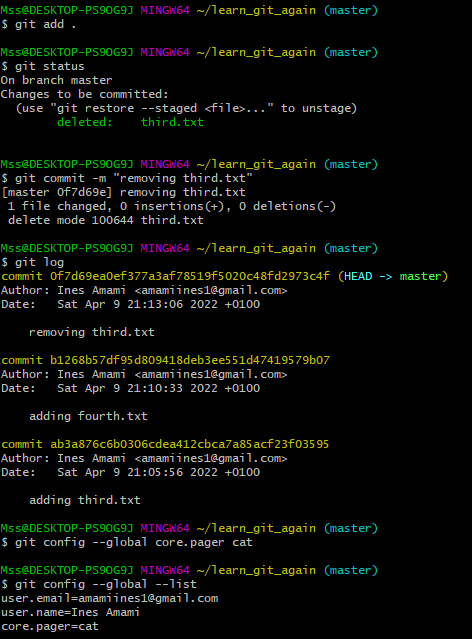 Mss@DESKTOP-PS9OG9J MINGW64 ~/learn_git_again (master)
$ git add .
Mss@DESKTOP-PS9OG9J MINGW64 ~/learn_git_again (master)
$ git status
On branch master
Changes to be committed:
  (use "git restore --staged <file>..." to unstage)
        deleted:    third.txt
Mss@DESKTOP-PS9OG9J MINGW64 ~/learn_git_again (master)
$ git commit -m "removing third.txt"
[master 0f7d69e] removing third.txt
 1 file changed, 0 insertions(+), 0 deletions(-)
 delete mode 100644 third.txt
Mss@DESKTOP-PS9OG9J MINGW64 ~/learn_git_again (master)
$ git log
commit 0f7d69ea0ef377a3af78519f5020c48fd2973c4f (HEAD -> master)
Author: Ines Amami <amamiines1@gmail.com>
Date:   Sat Apr 9 21:13:06 2022 +0100
    removing third.txt
commit b1268b57df95d809418deb3ee551d47419579b07
Author: Ines Amami <amamiines1@gmail.com>
Date:   Sat Apr 9 21:10:33 2022 +0100
    adding fourth.txt
commit ab3a876c6b0306cdea412cbca7a85acf23f03595
Author: Ines Amami <amamiines1@gmail.com>
Date:   Sat Apr 9 21:05:56 2022 +0100
    adding third.txt
Mss@DESKTOP-PS9OG9J MINGW64 ~/learn_git_again (master)
$ git config --global core.pager cat
Mss@DESKTOP-PS9OG9J MINGW64 ~/learn_git_again (master)
$ git config --global --list
user.email=amamiines1@gmail.com
user.name=Ines Amami
core.pager=cat